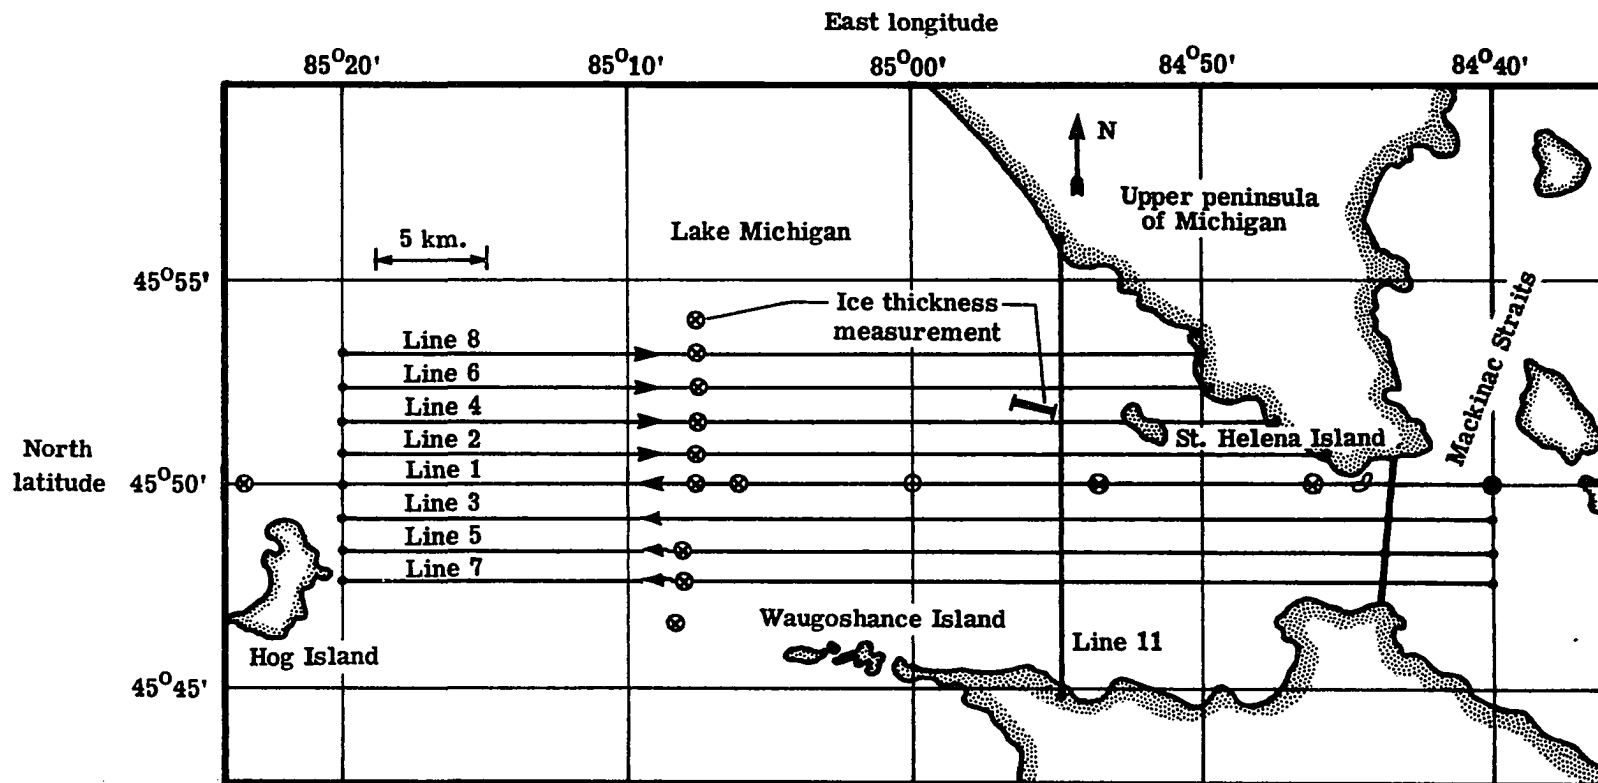 East longitude
85°20' 85°10' 85°00' 84°50' 84°40'
N
Upper peninsula
of Michigan
Lake Michigan
5 km.
45°55'
Ice thickness
measurement
Mackinac Straits
Line 8
Line 6
Line 4
Line 2
St. Helena Island
North
latitude
Line 1
45°50'
Line 3
Line 5
Line 7
Waugoshance Island
Line 11
Hog Island
45°45'